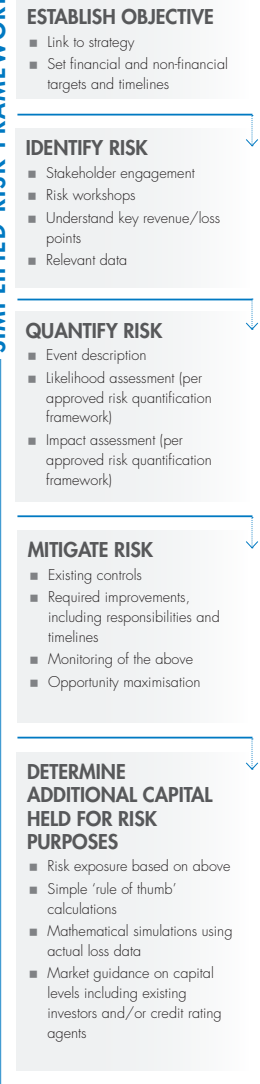 ESTABLISH OBJECTIVE
■ Link to strategy
■ Set financial and non-financial
targets and timelines
IDENTIFY RISK
■ Stakeholder engagement
■ Risk workshops
■ Understand key revenue/loss
points
■ Relevant data
QUANTIFY RISK
■ Event description
■ Likelihood assessment (per
approved risk quantification
framework)
■ Impact assessment (per
approved risk quantification
framework)
MITIGATE RISK
■ Existing controls
■ Required improvements,
including responsibilities and
timelines
■ Monitoring of the above
■ Opportunity maximisation
DETERMINE
ADDITIONAL CAPITAL
HELD FOR RISK
PURPOSES
■ Risk exposure based on above
■ Simple ‘rule of thumb’
calculations
■ Mathematical simulations using
actual loss data
■ Market guidance on capital
levels including existing
investors and/or credit rating
agents